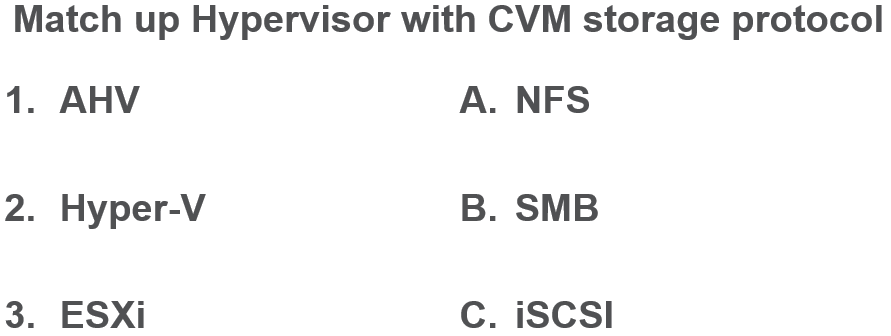 Match up Hypervisor with CVM storage protocol
1. AHV A. NFS
2. Hyper-V B. SMB
3. ESXi C. iSCSI